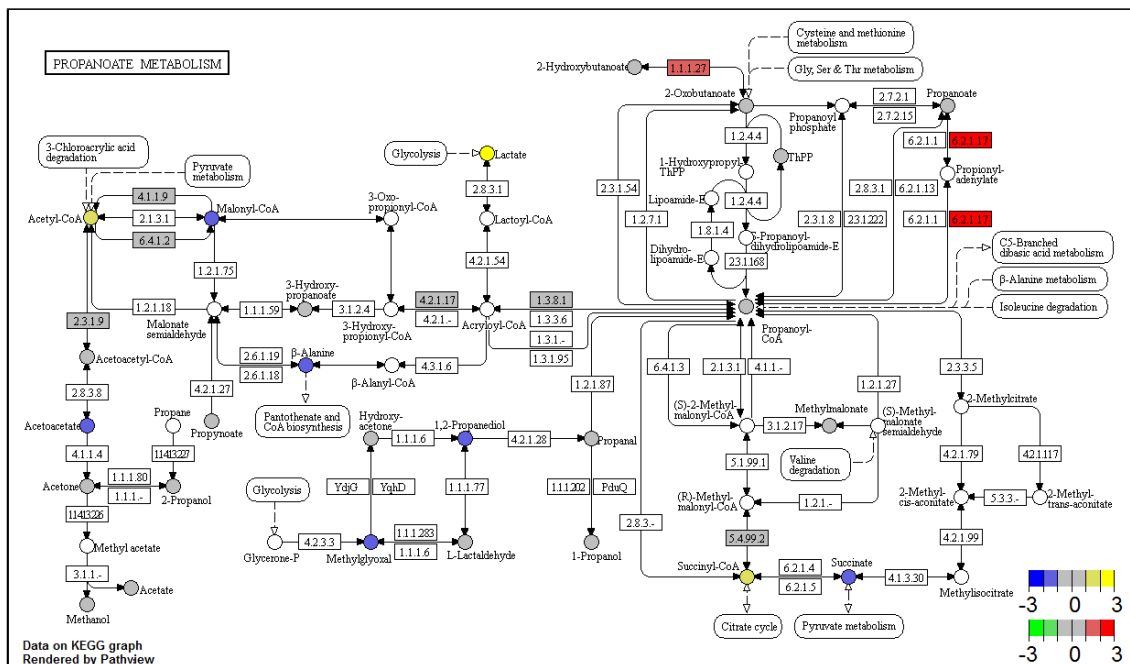 PROPANOATE METABOLISM
Cysteine and methionine
metabolism
Gly, Ser & Thr metabolism
2-Hydroxybutanoate
1.1.1.27
2-Oxobutanoate
Propanoyl
phosphate
2.7.2.1
2.7.2.15
Propanoate
6.2.1.1
6.2.1.17
Propionyl-
adenylate
6.2.1.1
6.2.1.17
1.2.4.4
1-Hydroxypropyl-
ThPP
ThPP
1.2.4.4
Lipoamide-E
1.8.1.4
Dihydro-
lipoamide-E
S-Propanoyl-
dihydrolipoamide-E
2.3.1.168
2.3.1.54
1.2.7.1
2.3.1.8
2.3.1.222
2.8.3.1
6.2.1.13
C5-Branched
dibasic acid metabolism
β-Alanine metabolism
Isoleucine degradation
Propanoyl-
CoA
3-Chloroacrylic acid
degradation
Pyruvate
metabolism
Glycolysis
Lactate
2.8.3.1
Lactoyl-CoA
4.2.1.54
Acetyl-CoA
4.1.1.9
2.1.3.1
6.4.1.2
Malonyl-CoA
3-Oxo-
propionyl-CoA
1.2.1.75
1.2.1.18
Malonate
semialdehyde
1.1.1.59
3-Hydroxy-
propanoate
3.1.2.4
3-Hydroxy-
propionyl-CoA
4.2.1.17
4.2.1.-
Acryloyl-CoA
1.3.8.1
1.3.3.6
1.3.1.-
1.3.1.95
2.3.1.9
Acetoacetyl-CoA
2.6.1.19
2.6.1.18
β-Alanine
β-Alanyl-CoA
4.3.1.6
2.8.3.8
4.2.1.27
Propynoate
Pantothenate and
CoA biosynthesis
Acetoacetate
Propane
4.1.1.4
1.14.13.227
Acetone
1.1.1.80
1.1.1.-
2-Propanol
1.14.13.226
Methyl acetate
3.1.1.-
Acetate
Methanol
Hydroxy-
acetone
1.1.1.6
1,2-Propanediol
4.2.1.28
Propanal
1.2.1.87
YdjG
YqhD
1.1.1.77
1.1.1.202
PduQ
Glycolysis
Glycerone-P
4.2.3.3
Methylglyoxal
1.1.1.283
1.1.1.6
L-Lactaldehyde
1-Propanol
6.4.1.3
2.1.3.1
4.1.1.-
1.2.1.27
2.3.3.5
(S)-2-Methyl-
malonyl-CoA
Methylmalonate
3.1.2.17
(S)-Methyl-
malonate
semialdehyde
2-Methylcitrate
5.1.99.1
Valine
degradation
4.2.1.79
4.2.1.117
(R)-Methyl-
malonyl-CoA
1.2.1.-
2-Methyl-
cis-aconitate
5.3.3.-
2-Methyl-
trans-aconitate
2.8.3.-
5.4.99.2
4.2.1.99
Succinyl-CoA
6.2.1.4
6.2.1.5
Succinate
4.1.3.30
Methylisocitrate
Citrate cycle
Pyruvate metabolism
-3 0 3
-3 0 3
Data on KEGG graph
Rendered by Pathview